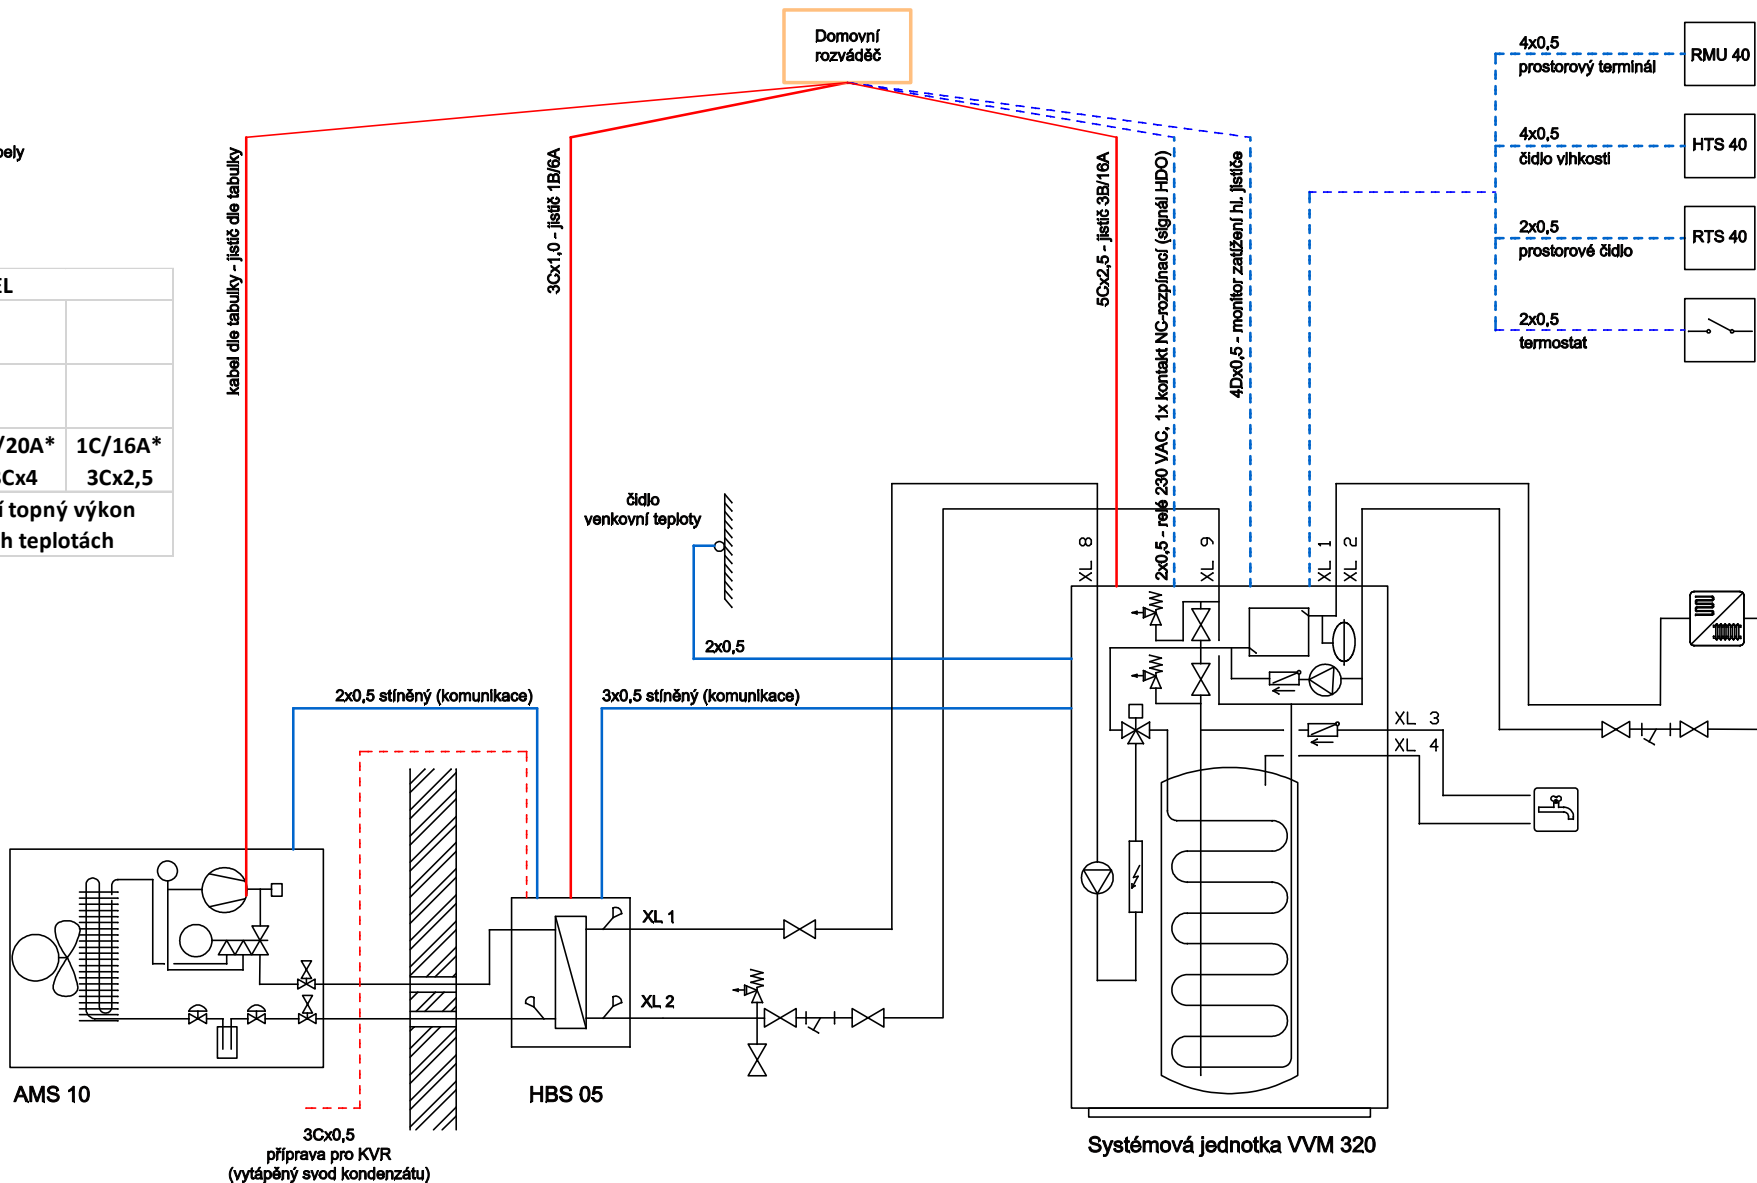 Domovní
rozváděč
4x0,5
prostorový terminál
RMU 40
4x0,5
čidlo vlhkosti
HTS 40
2x0,5
prostorové čidlo
RTS 40
2x0,5
termostat
kabel dle tabulky - jistič dle tabulky
3Cx1,0 - jistič 1B/6A
5Cx2,5 - jistič 3B/16A
2x0,5 - relé 230 VAC, 1x kontakt NC-rozpínací (signál HDO)
4Dx0,5 - monitor zatížení hl. jističe
/20A*
1C/16A*
Cx4
3Cx2,5
í topný výkon
h teplotách
čidlo
venkovní teploty
2x0,5
2x0,5 stíněný (komunikace)
3x0,5 stíněný (komunikace)
XL 8
XL 9
XL 1
XL 2
XL 3
XL 4
XL 1
XL 2
AMS 10
HBS 05
Systémová jednotka VVM 320
3Cx0,5
příprava pro KVR
(vytápěný svod kondenzátu)